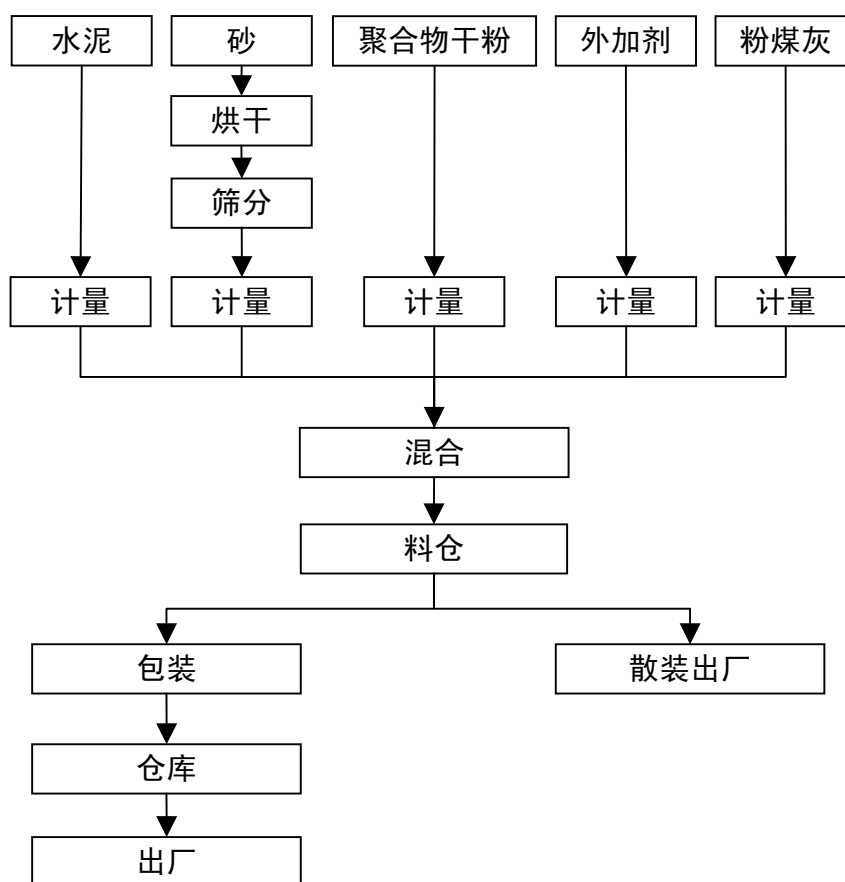 水泥 砂 聚合物干粉 外加剂 粉煤灰
烘干
筛分
计量 计量 计量 计量 计量
混合
料仓
包装 散装出厂
仓库
出厂